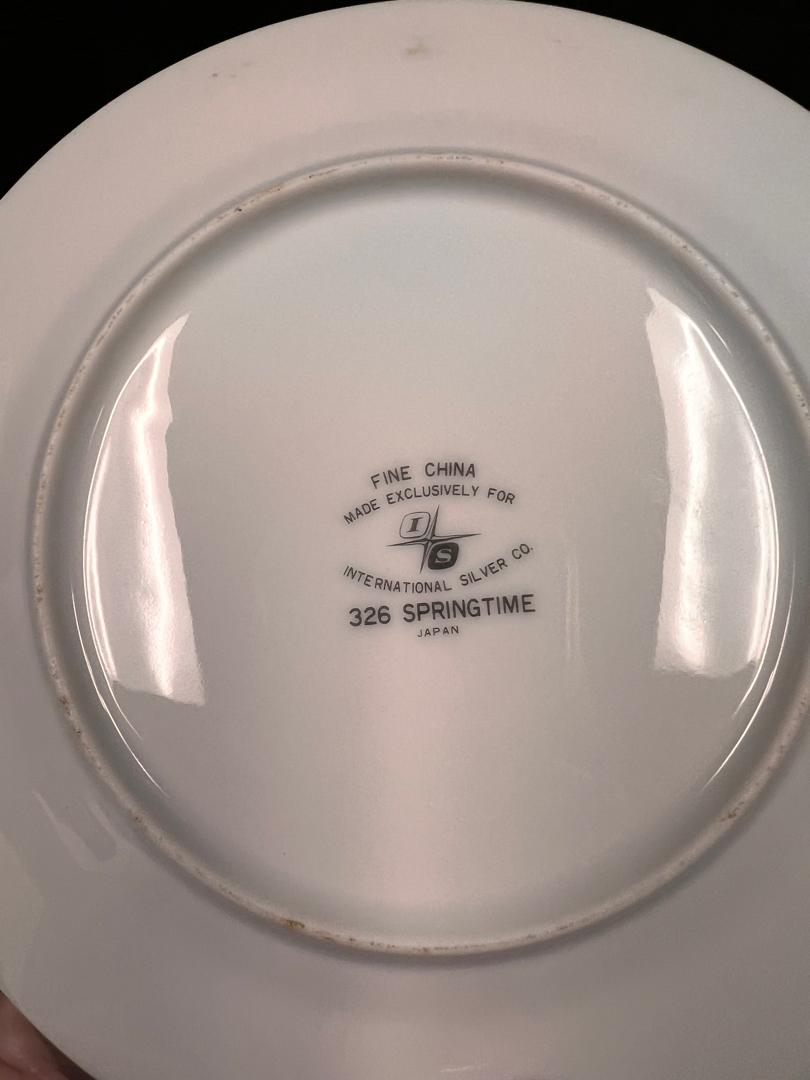 FINE CHINA
MADE EXCLUSIVELY FOR
I
S
INTERNATIONAL SILVER CO.
326 SPRINGTIME
JAPAN